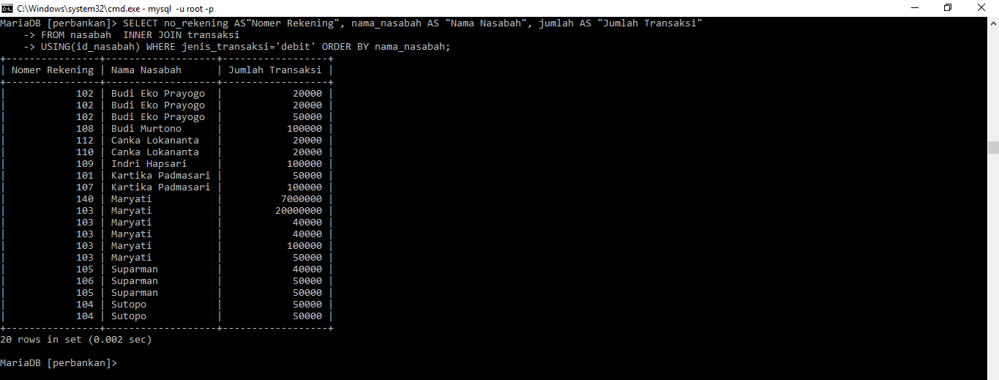 C:\Windows\system32\cmd.exe - mysql  -u root -p
MariaDB [perbankan]> SELECT no_rekening AS"Nomer Rekening", nama_nasabah AS "Nama Nasabah", jumlah AS "Jumlah Transaksi"
    -> FROM nasabah  INNER JOIN transaksi
    -> USING(id_nasabah) WHERE jenis_transaksi='debit' ORDER BY nama_nasabah;
+----------------+-------------------+------------------+
| Nomer Rekening | Nama Nasabah      | Jumlah Transaksi |
+----------------+-------------------+------------------+
|            102 | Budi Eko Prayogo  |            20000 |
|            102 | Budi Eko Prayogo  |            20000 |
|            102 | Budi Eko Prayogo  |            50000 |
|            108 | Budi Murtono      |           100000 |
|            112 | Canka Lokananta   |            20000 |
|            110 | Canka Lokananta   |            20000 |
|            109 | Indri Hapsari     |           100000 |
|            101 | Kartika Padmasari |            50000 |
|            107 | Kartika Padmasari |           100000 |
|            140 | Maryati           |          7000000 |
|            103 | Maryati           |         20000000 |
|            103 | Maryati           |            40000 |
|            103 | Maryati           |            40000 |
|            103 | Maryati           |           100000 |
|            103 | Maryati           |            50000 |
|            105 | Suparman          |            40000 |
|            106 | Suparman          |            50000 |
|            105 | Suparman          |            50000 |
|            104 | Sutopo            |            50000 |
|            104 | Sutopo            |            50000 |
+----------------+-------------------+------------------+
20 rows in set (0.002 sec)
MariaDB [perbankan]>